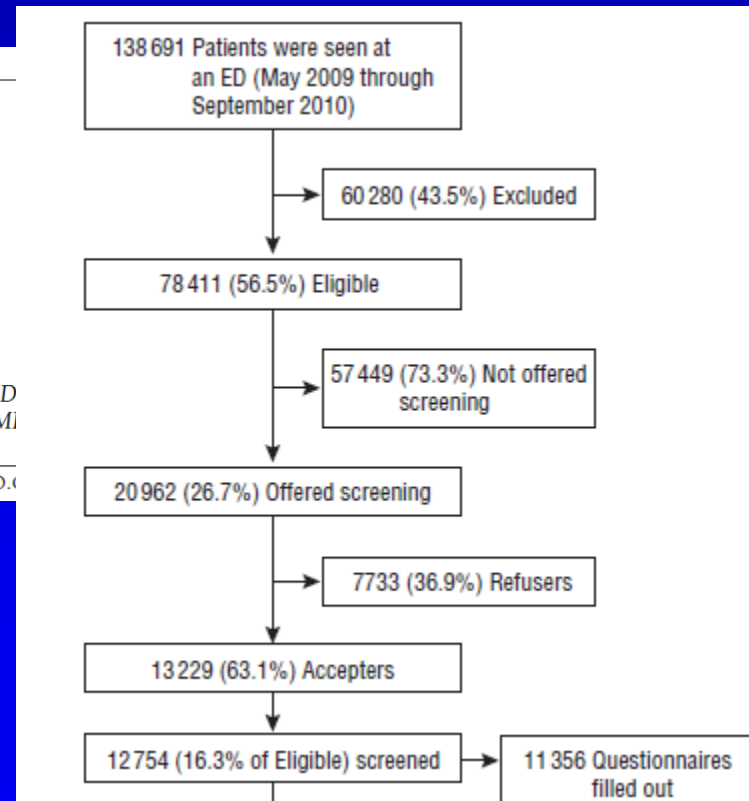 138 691 Patients were seen at
an ED (May 2009 through
September 2010)
60 280 (43.5%) Excluded
78 411 (56.5%) Eligible
57 449 (73.3%) Not offered
screening
20 962 (26.7%) Offered screening
7733 (36.9%) Refusers
13 229 (63.1%) Accepters
12 754 (16.3% of Eligible) screened
11 356 Questionnaires
filled out